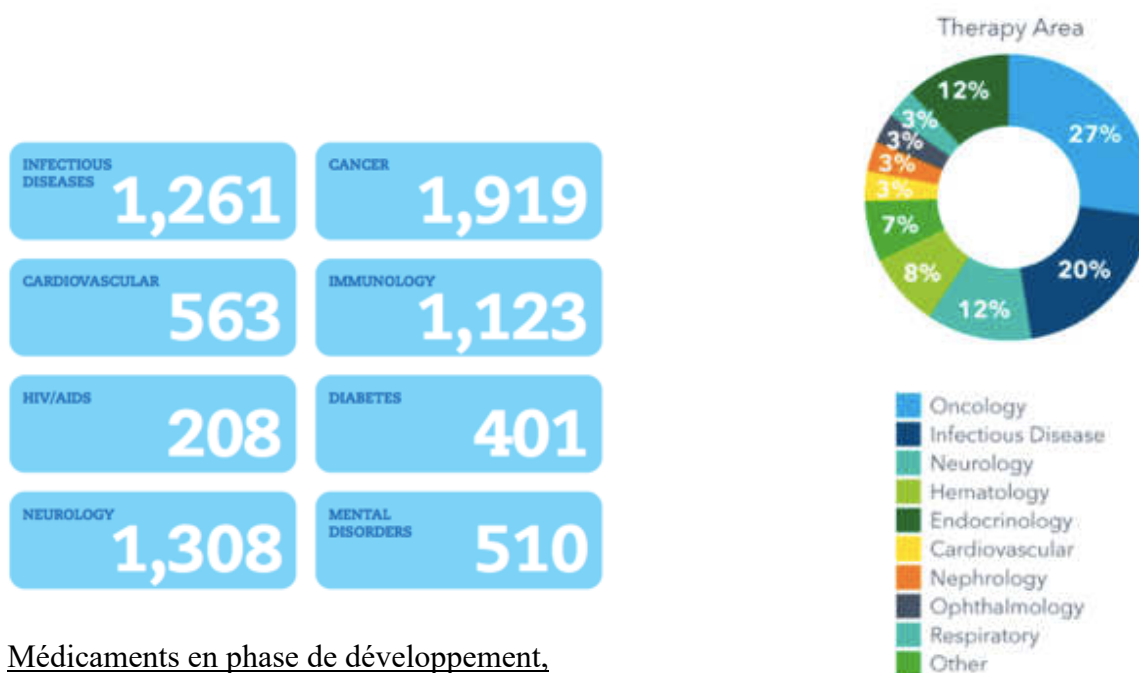 Therapy Area
12%
27%
3%
3%
3%
3%
7%
20%
8%
12%
INFECTIOUS
DISEASES
1,261
CANCER
1,919
CARDIOVASCULAR
563
IMMUNOLOGY
1,123
HIV/AIDS
208
DIABETES
401
NEUROLOGY
1,308
MENTAL
DISORDERS
510
Oncology
Infectious Disease
Neurology
Hematology
Endocrinology
Cardiovascular
Nephrology
Ophthalmology
Respiratory
Other
Médicaments en phase de développement,